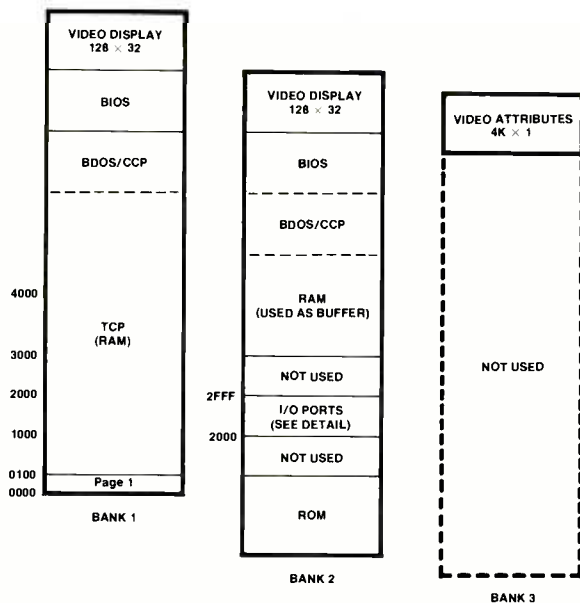 VIDEO DISPLAY
128 × 32
BIOS
BDOS/CCP
4000
TCP
(RAM)
3000
2000
1000
0100
Page 1
0000
BANK 1
VIDEO DISPLAY
128 × 32
BIOS
BDOS/CCP
RAM
(USED AS BUFFER)
NOT USED
2FFF
I/O PORTS
(SEE DETAIL)
2000
NOT USED
ROM
BANK 2
VIDEO ATTRIBUTES
4K × 1
NOT USED
BANK 3